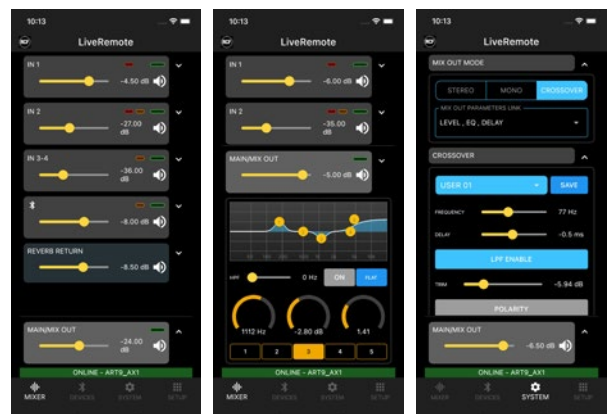 10:13
RCF
LiveRemote
IN 1
-4.50 dB
IN 2
-27.00
dB
IN 3-4
-36.00
dB
-8.00 dB
REVERB RETURN
-8.50 dB
MAIN/MIX OUT
-24.00
dB
ONLINE - ART9_AX1
MIXER DEVICES SYSTEM SETUP
10:13
RCF
LiveRemote
IN 1
-6.00 dB
IN 2
-35.00
dB
MAIN/MIX OUT
-5.00 dB
HPF 0 Hz ON FLAT
1112 Hz -2.80 dB 1.41
1 2 3 4 5
ONLINE - ART9_AX1
MIXER DEVICES SYSTEM SETUP
10:13
RCF
LiveRemote
MIX OUT MODE
STEREO MONO CROSSOVER
MIX OUT PARAMETERS LINK
LEVEL , EQ , DELAY
CROSSOVER
USER 01 SAVE
FREQUENCY 77 Hz
DELAY -0.5 ms
LPF ENABLE
TRIM -5.94 dB
POLARITY
MAIN/MIX OUT
-6.50 dB
ONLINE - ART9_AX1
MIXER DEVICES SYSTEM SETUP